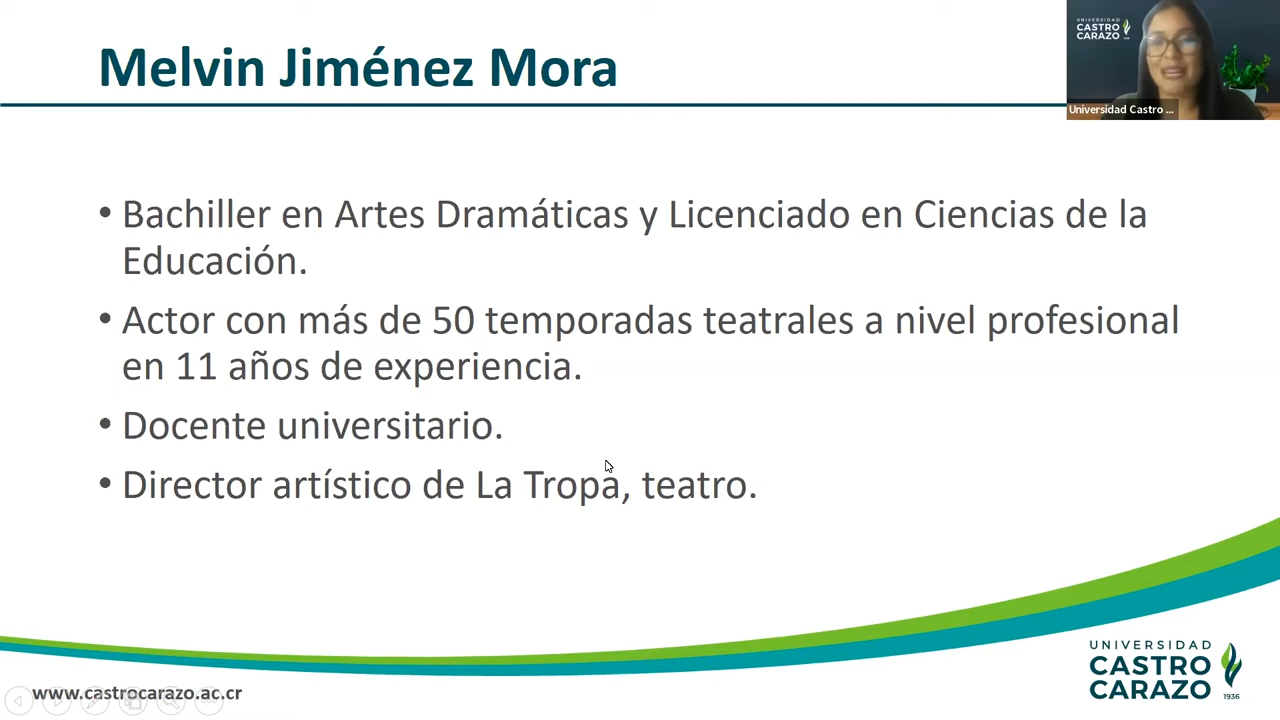 Melvin Jiménez Mora
UNIVERSIDAD
CASTRO
CARAZO
Universidad Castro ...
• Bachiller en Artes Dramáticas y Licenciado en Ciencias de la
Educación.
• Actor con más de 50 temporadas teatrales a nivel profesional
en 11 años de experiencia.
• Docente universitario.
• Director artístico de La Tropa, teatro.
www.castrocarazo.ac.cr
UNIVERSIDAD
CASTRO
CARAZO
1936